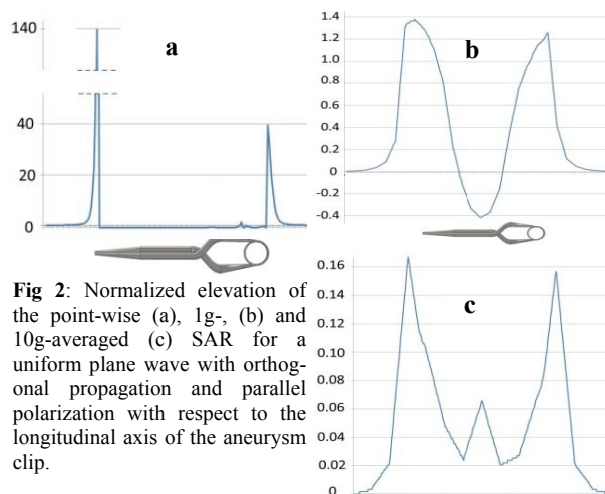 140
a
40
20
0
1.4
1.2
1.0
0.8
0.6
0.4
0.2
0
-0.2
-0.4
b
Fig 2: Normalized elevation of
the point-wise (a), 1g-, (b) and
10g-averaged (c) SAR for a
uniform plane wave with orthog-
onal propagation and parallel
polarization with respect to the
longitudinal axis of the aneurysm
clip.
0.16
0.14
0.12
0.10
0.08
0.06
0.04
0.02
0
c